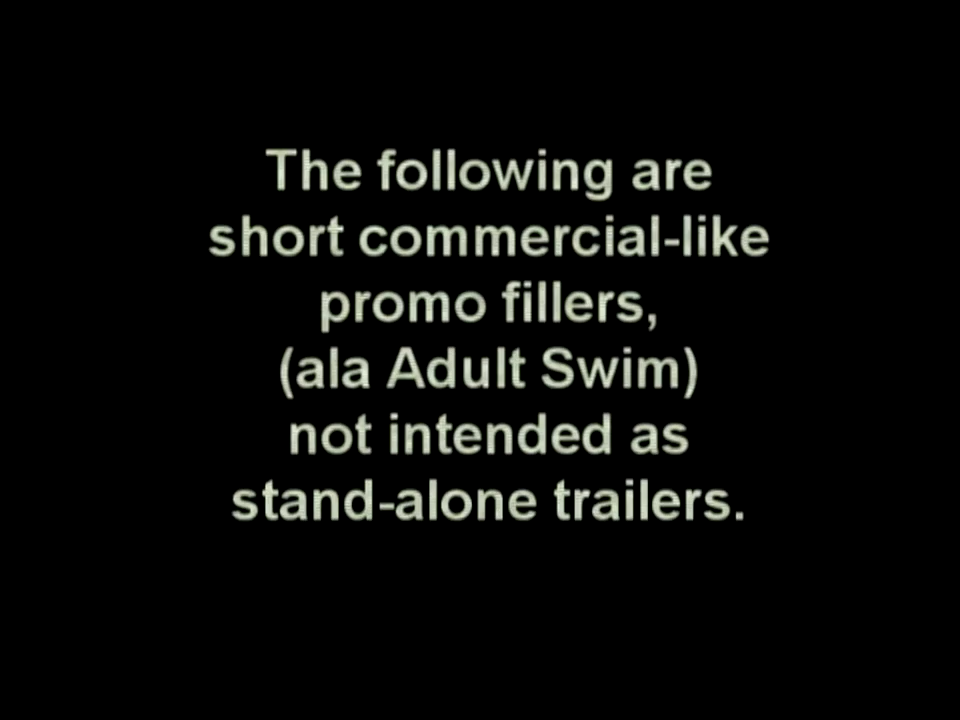 The following are
short commercial-like
promo fillers,
(ala Adult Swim)
not intended as
stand-alone trailers.